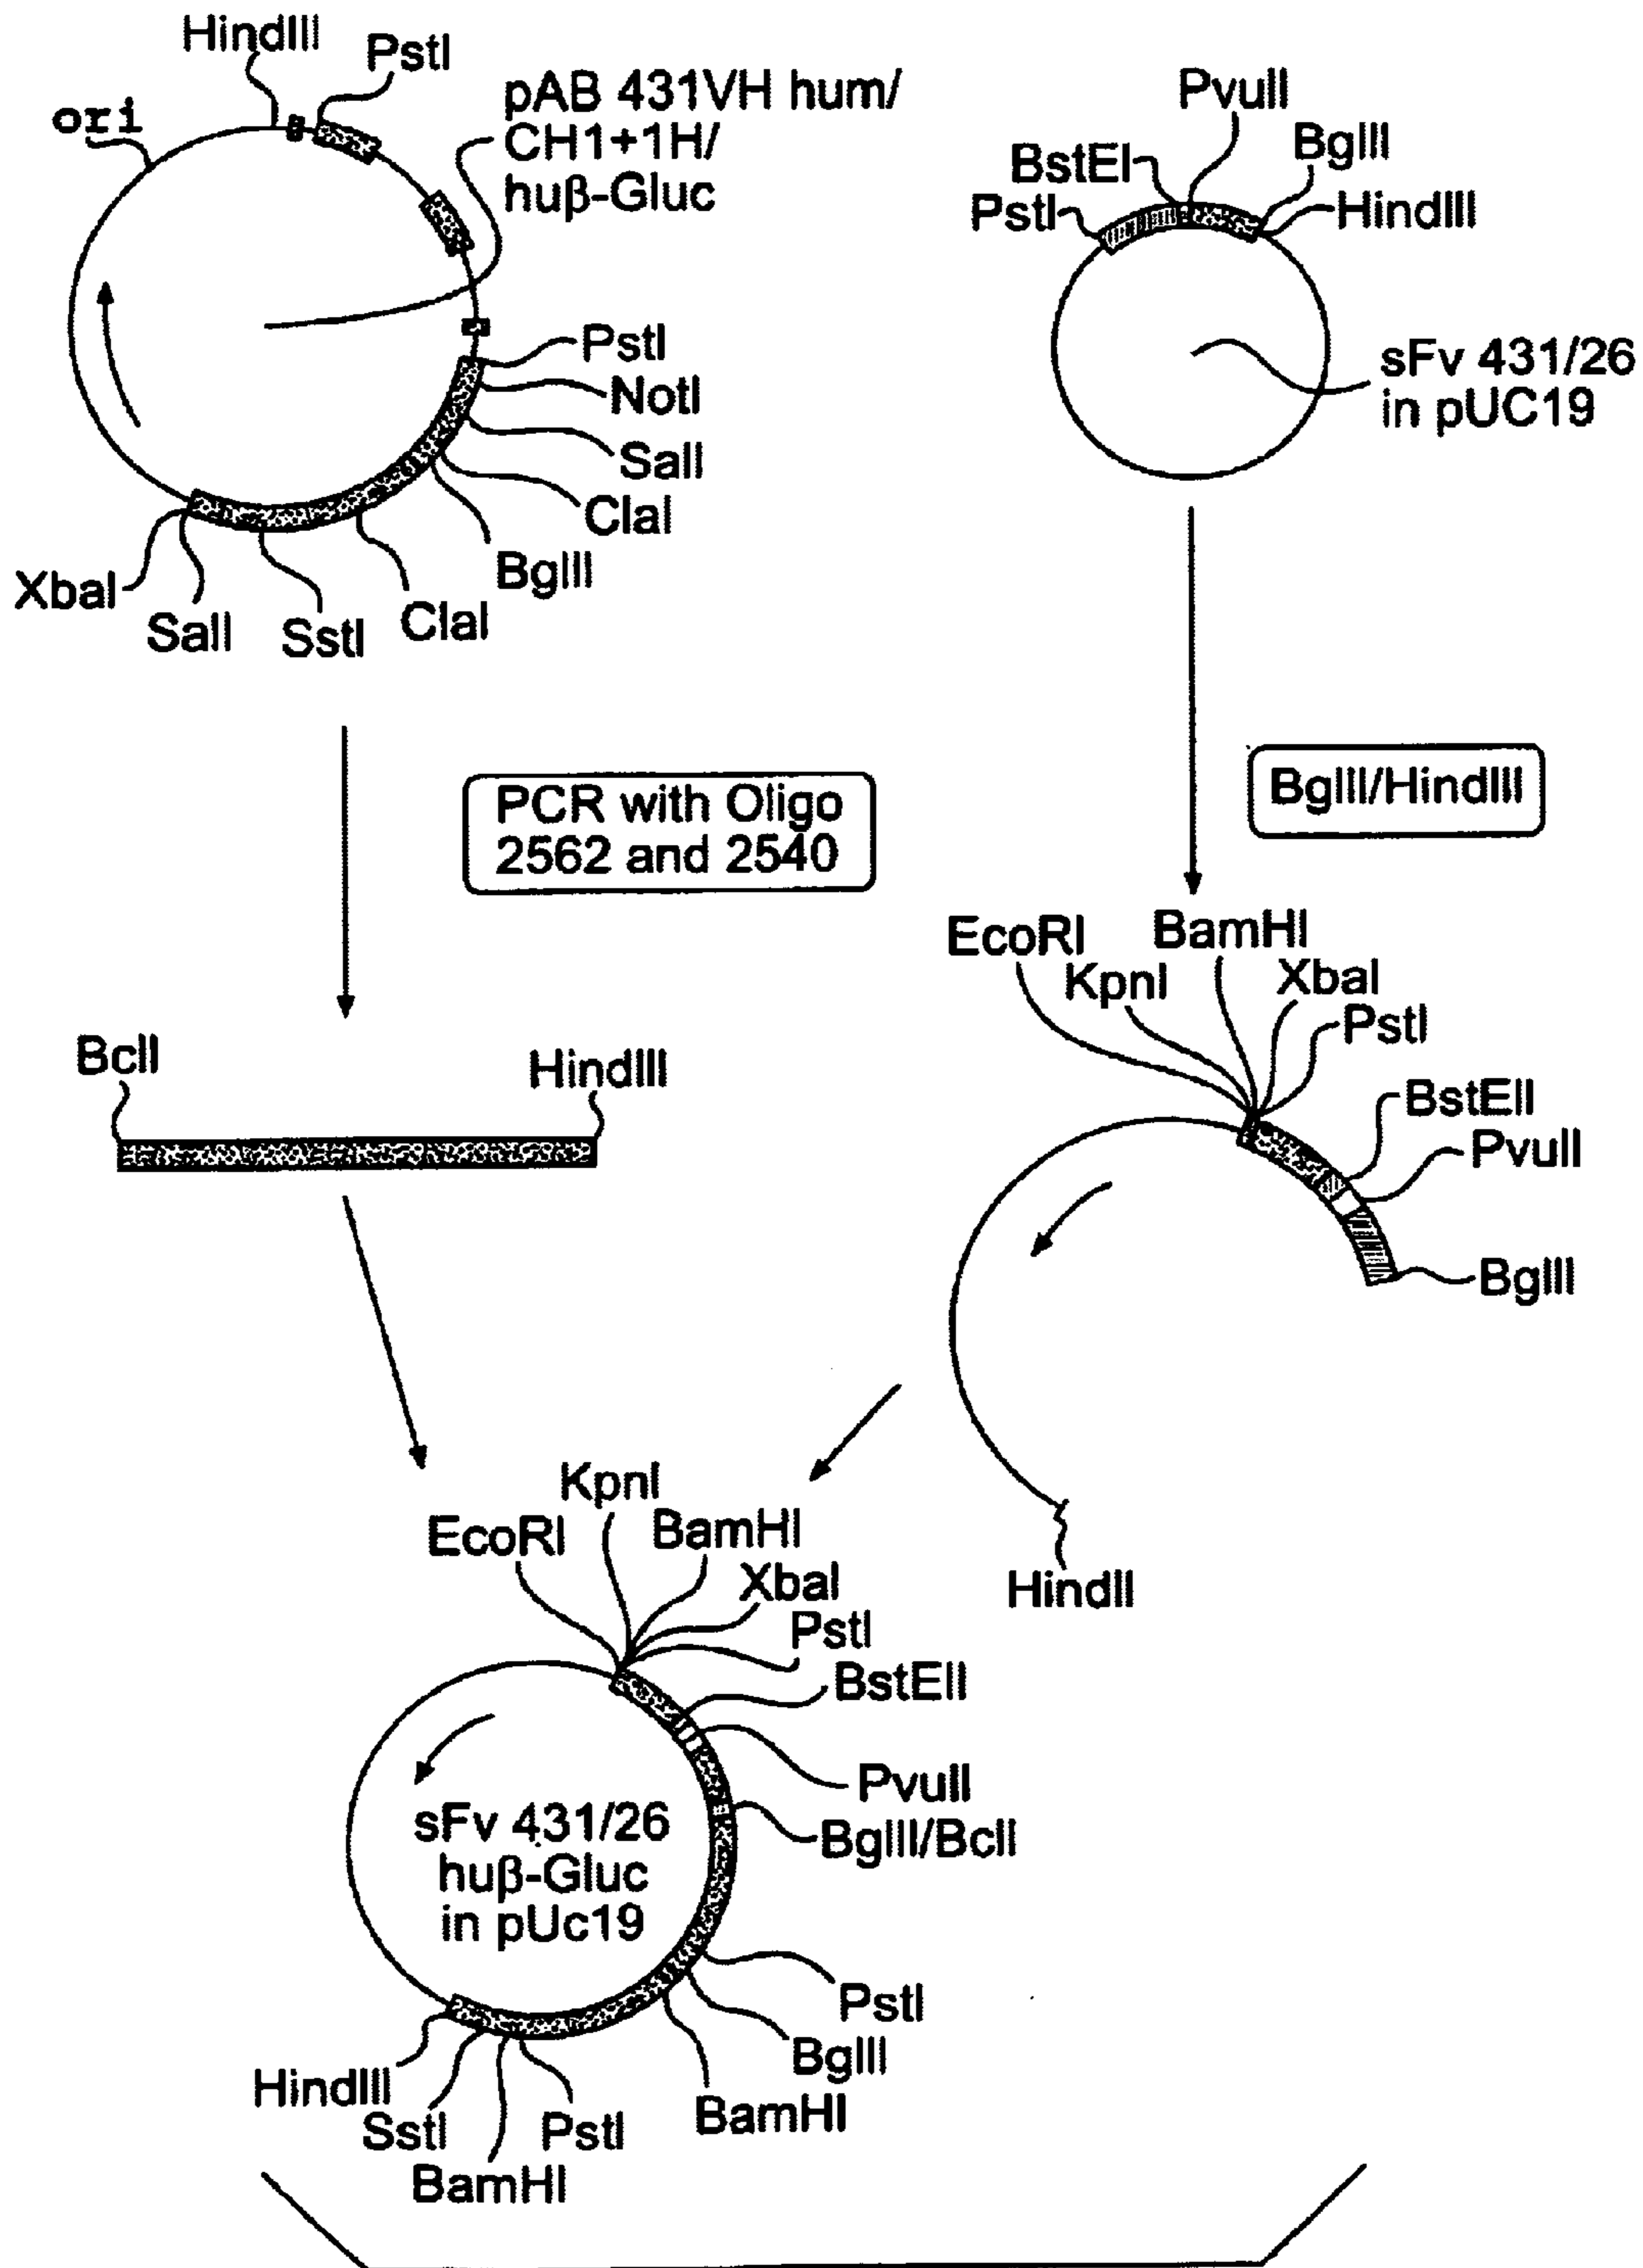 HindIII
PstI
ori
pAB 431VH hum/
CH1+1H/
huβ-Gluc
PstI
NotI
SalI
ClaI
BglII
ClaI
SstI
SalI
XbaI
PvuII
BstEI
BglII
PstI
HindIII
sFv 431/26
in pUC19
PCR with Oligo
2562 and 2540
BglII/HindIII
BclI
HindIII
EcoRI
BamHI
KpnI
XbaI
PstI
BstEII
PvuII
BglII
HindII
KpnI
EcoRI
BamHI
XbaI
PstI
BstEII
PvuII
BglII/BclI
sFv 431/26
huβ-Gluc
in pUc19
PstI
BglII
BamHI
HindIII
SstI
PstI
BamHI